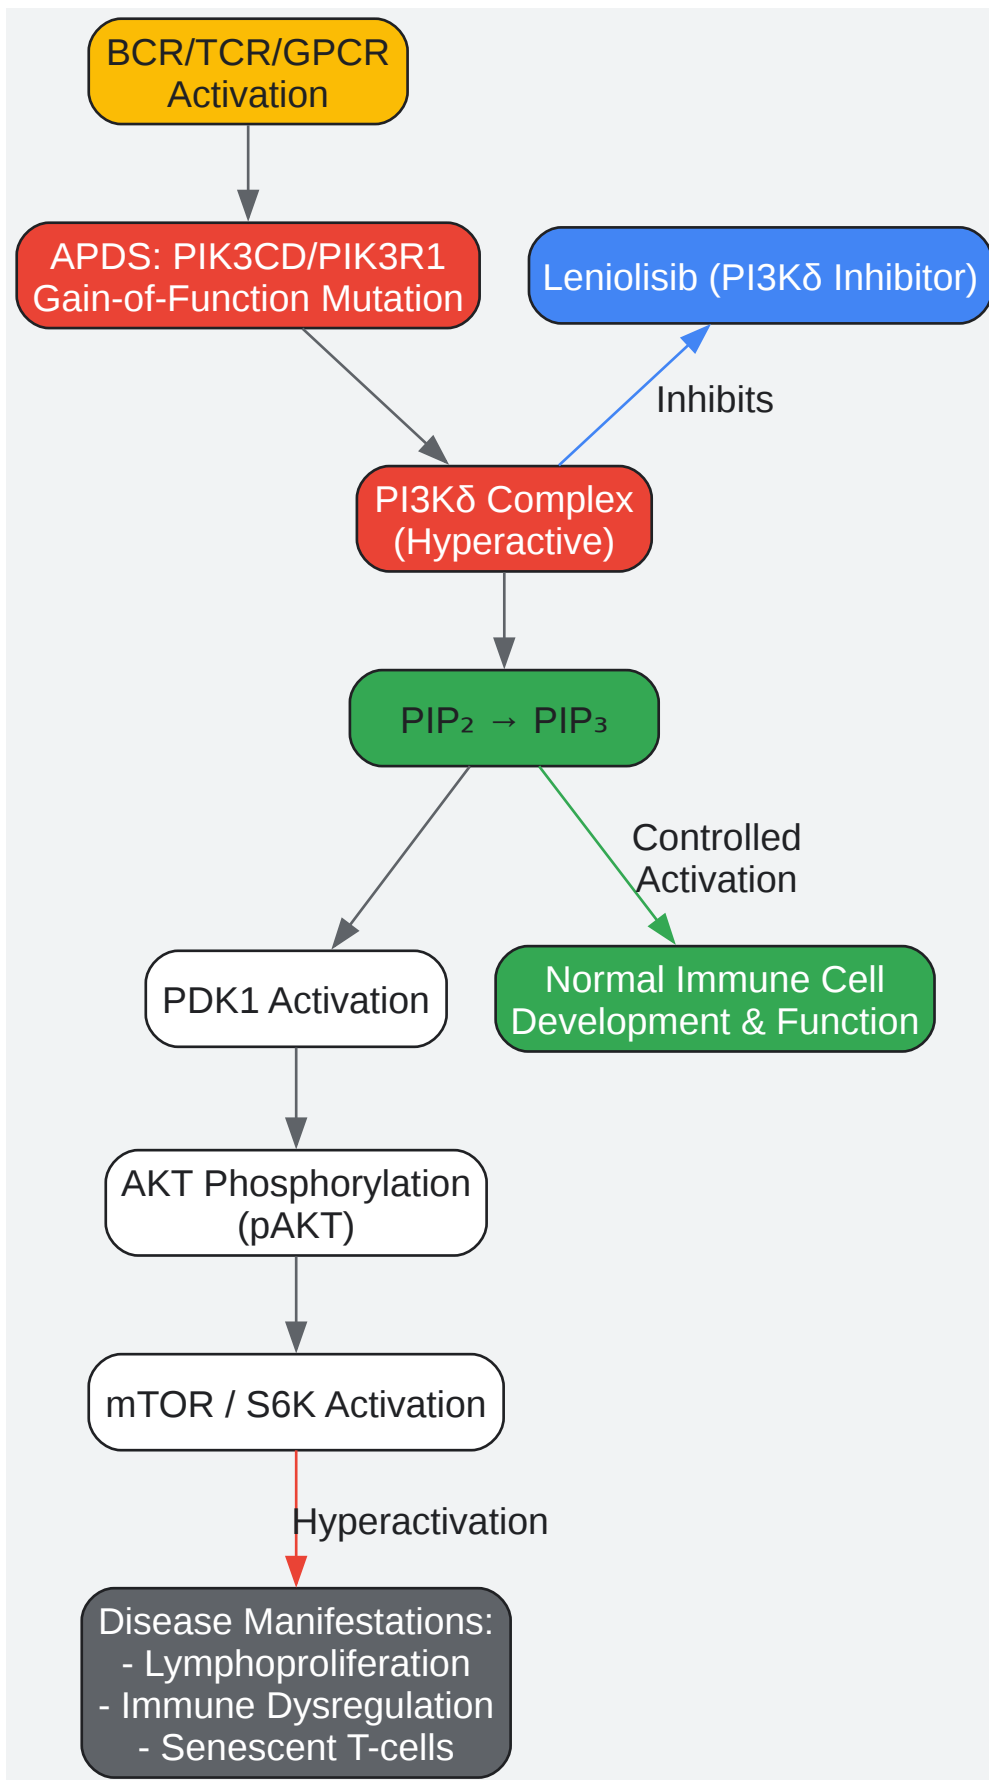 BCR/TCR/GPCR
Activation
APDS: PIK3CD/PIK3R1
Gain-of-Function Mutation
Leniolisib (PI3Kδ Inhibitor)
Inhibits
PI3Kδ Complex
(Hyperactive)
PIP₂ → PIP₃
Controlled
Activation
PDK1 Activation
Normal Immune Cell
Development & Function
AKT Phosphorylation
(pAKT)
mTOR / S6K Activation
Hyperactivation
Disease Manifestations:
- Lymphoproliferation
- Immune Dysregulation
- Senescent T-cells